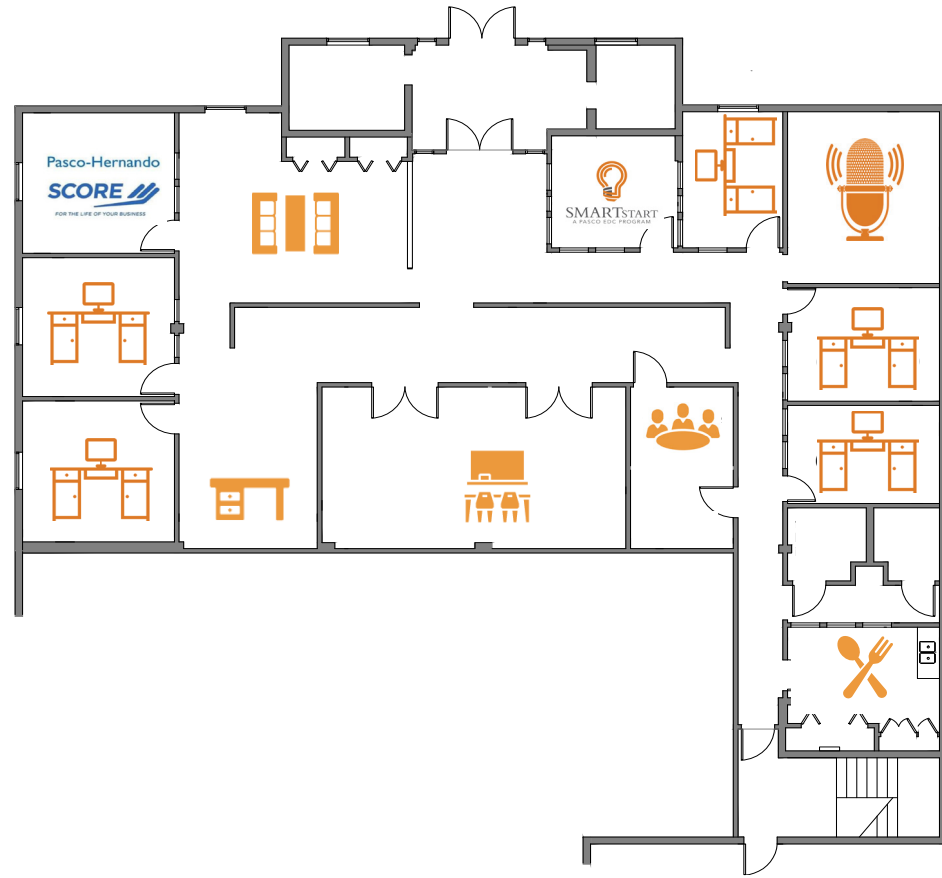 Pasco-Hernando
SCORE
FOR THE LIFE OF YOUR BUSINESS
SMARTSTART
A PASCO EDC PROGRAM